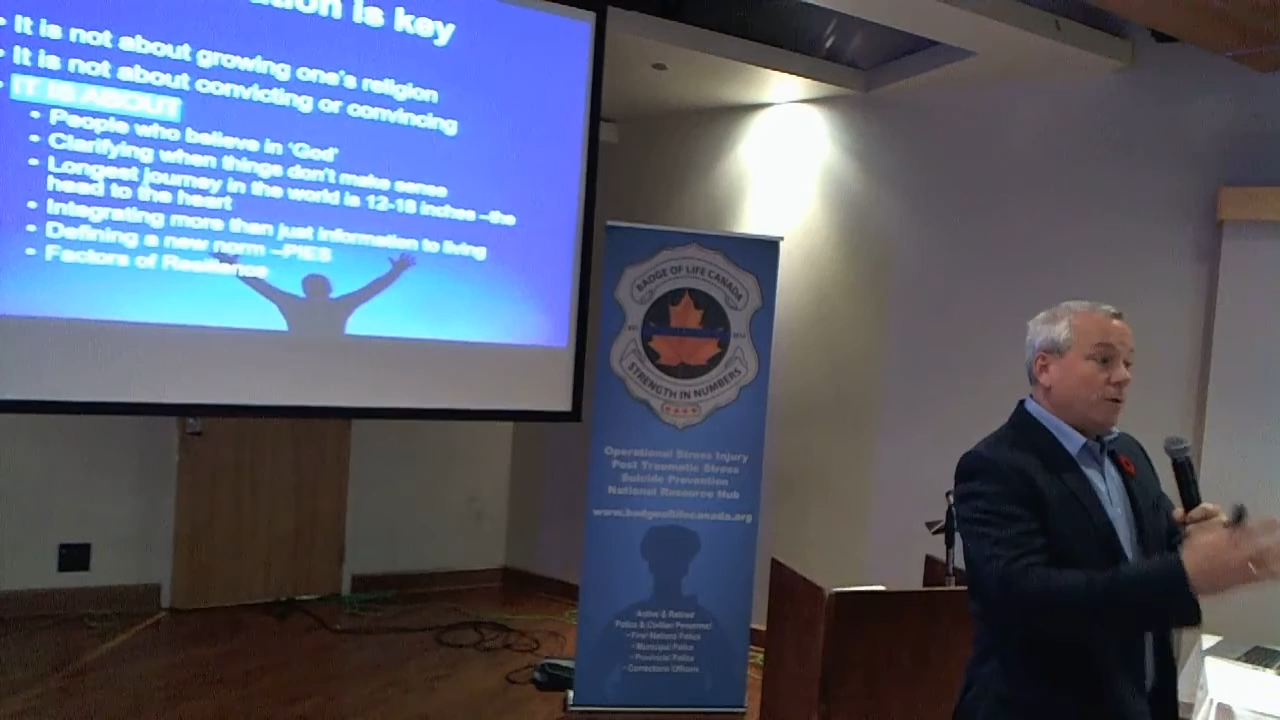 is key
It is not about growing one's religion
It is not about convicting or convincing
IT IS ABOUT
People who believe in 'God'
Clarifying when things don't make sense
Longest journey in the world is 12-18 inches –the
head to the heart
Integrating more than just information to living
Defining a new norm –PIES
Factors of Resilience
BADGE OF LIFE CANADA
STRENGTH IN NUMBERS
Operational Stress Injury
Post Traumatic Stress
Suicide Prevention
National Resource Hub
www.badgeoflifecanada.org
Active & Retired
Police & Civilian Personnel
• First Nations Police
• Municipal Police
• Provincial Police
• Corrections Officers